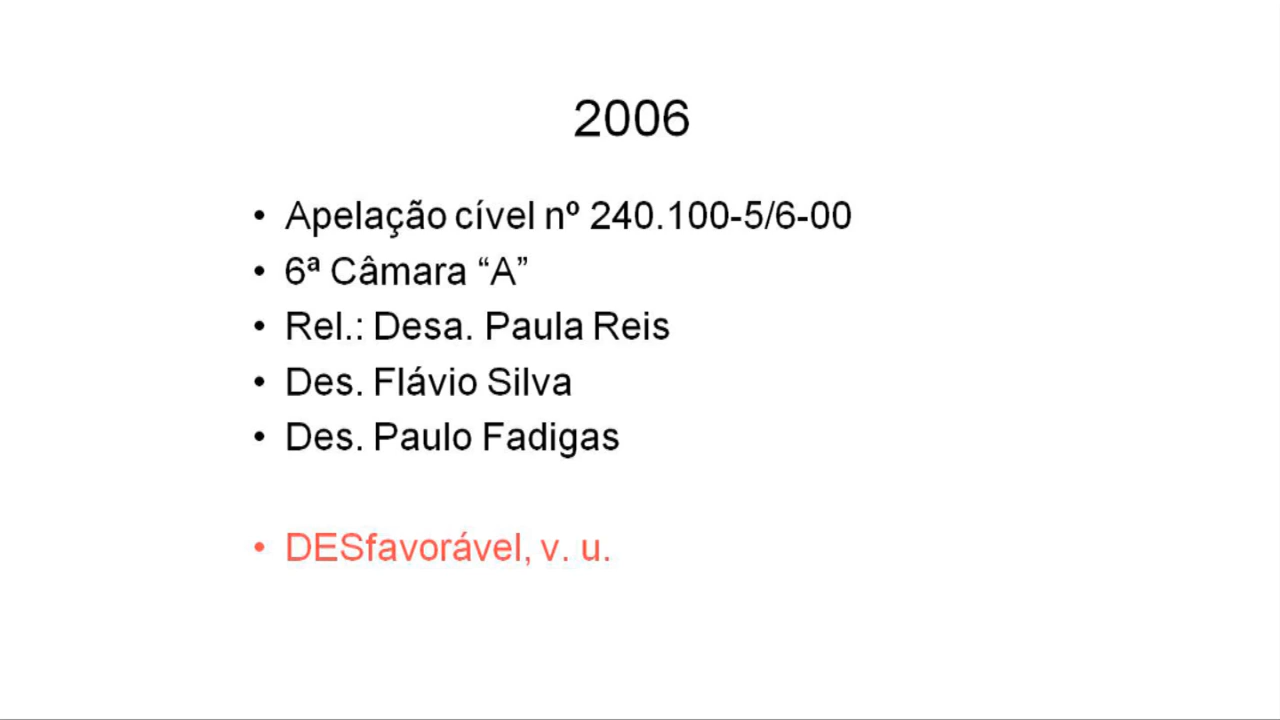 2006
• Apelação cível nº 240.100-5/6-00
• 6ª Câmara “A”
• Rel.: Desa. Paula Reis
• Des. Flávio Silva
• Des. Paulo Fadigas
• DESfavorável, v. u.